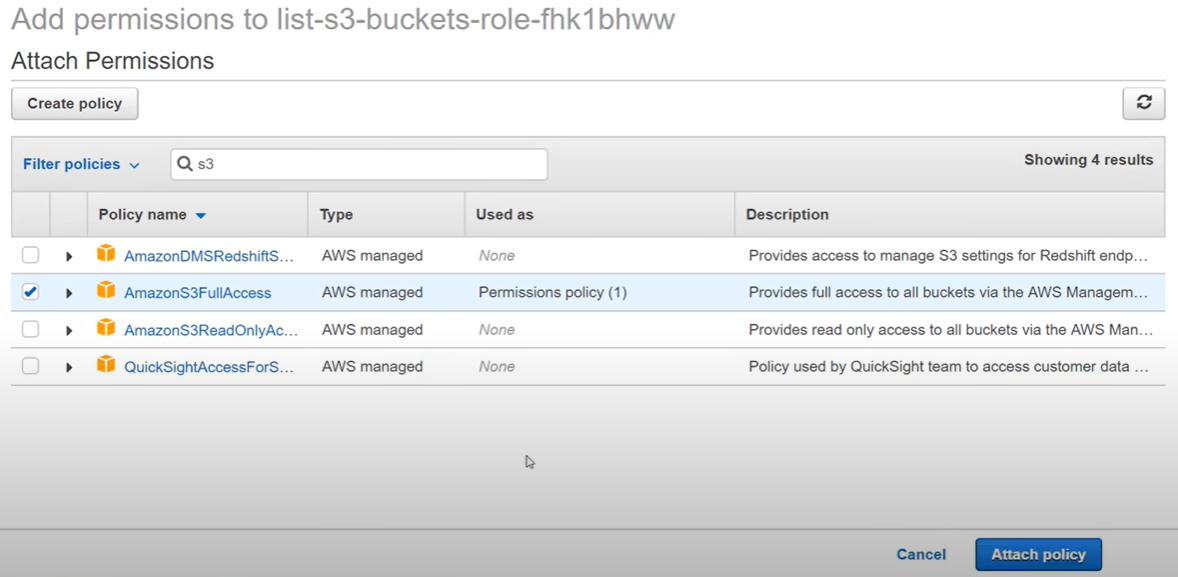 Add permissions to list-s3-buckets-role-fhk1bhww
Attach Permissions
Create policy
Filter policies s3 Showing 4 results
Policy name Type Used as Description
AmazonDMSRedshiftS... AWS managed None Provides access to manage S3 settings for Redshift endp...
AmazonS3FullAccess AWS managed Permissions policy (1) Provides full access to all buckets via the AWS Managem...
AmazonS3ReadOnlyAc... AWS managed None Provides read only access to all buckets via the AWS Man...
QuickSightAccessForS... AWS managed None Policy used by QuickSight team to access customer data ...
Cancel Attach policy